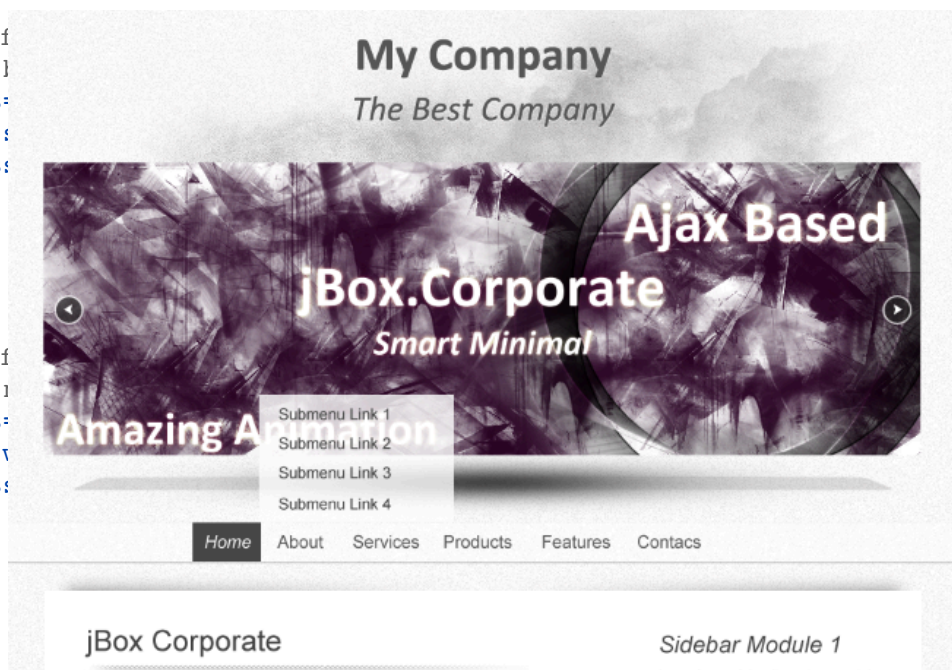 My Company
The Best Company
Ajax Based
jBox.Corporate
Smart Minimal
Amazing Animation
Submenu Link 1
Submenu Link 2
Submenu Link 3
Submenu Link 4
Home About Services Products Features Contacs
jBox Corporate
Sidebar Module 1